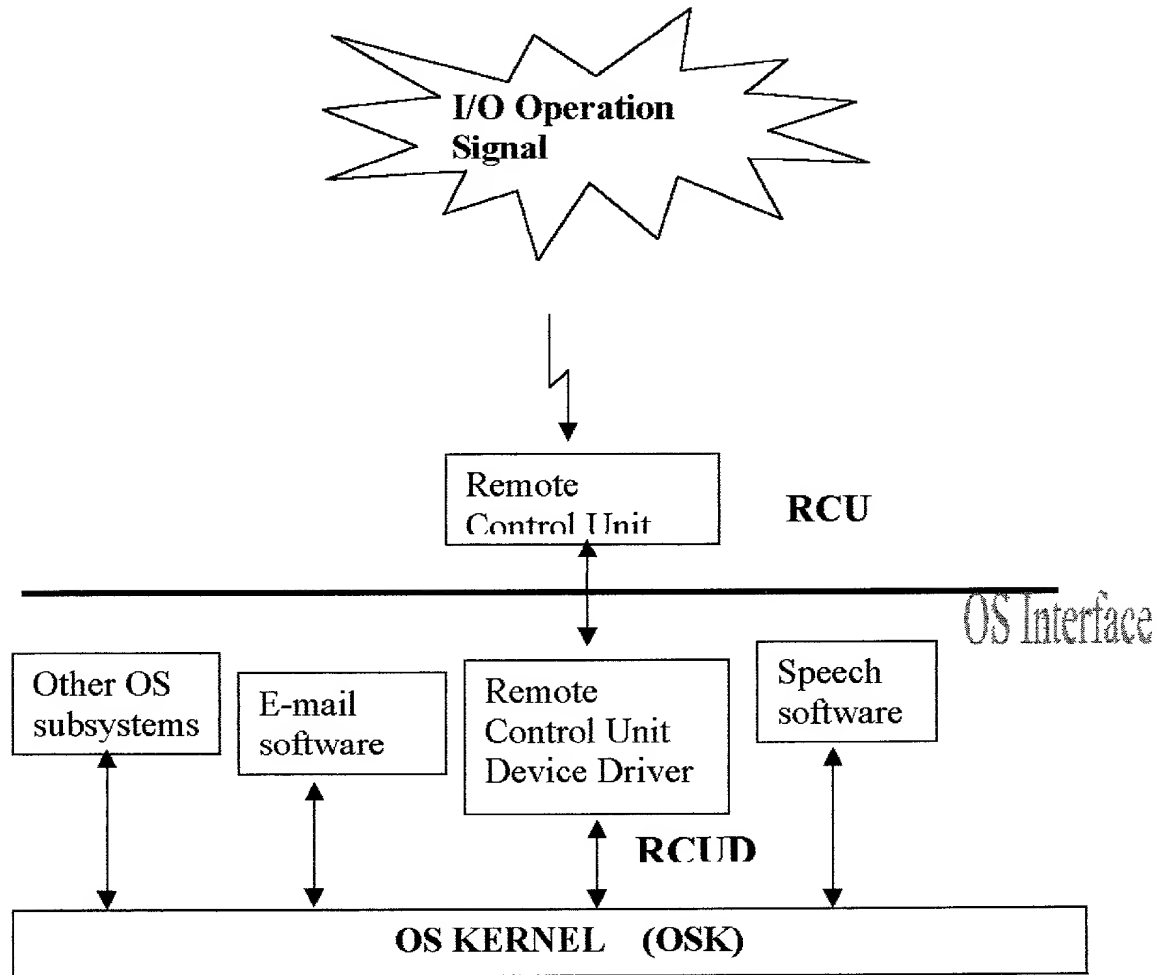 I/O Operation
Signal
Remote
Control Unit
RCU
OS Interface
Other OS
subsystems
E-mail
software
Remote
Control Unit
Device Driver
Speech
software
RCUD
OS KERNEL (OSK)